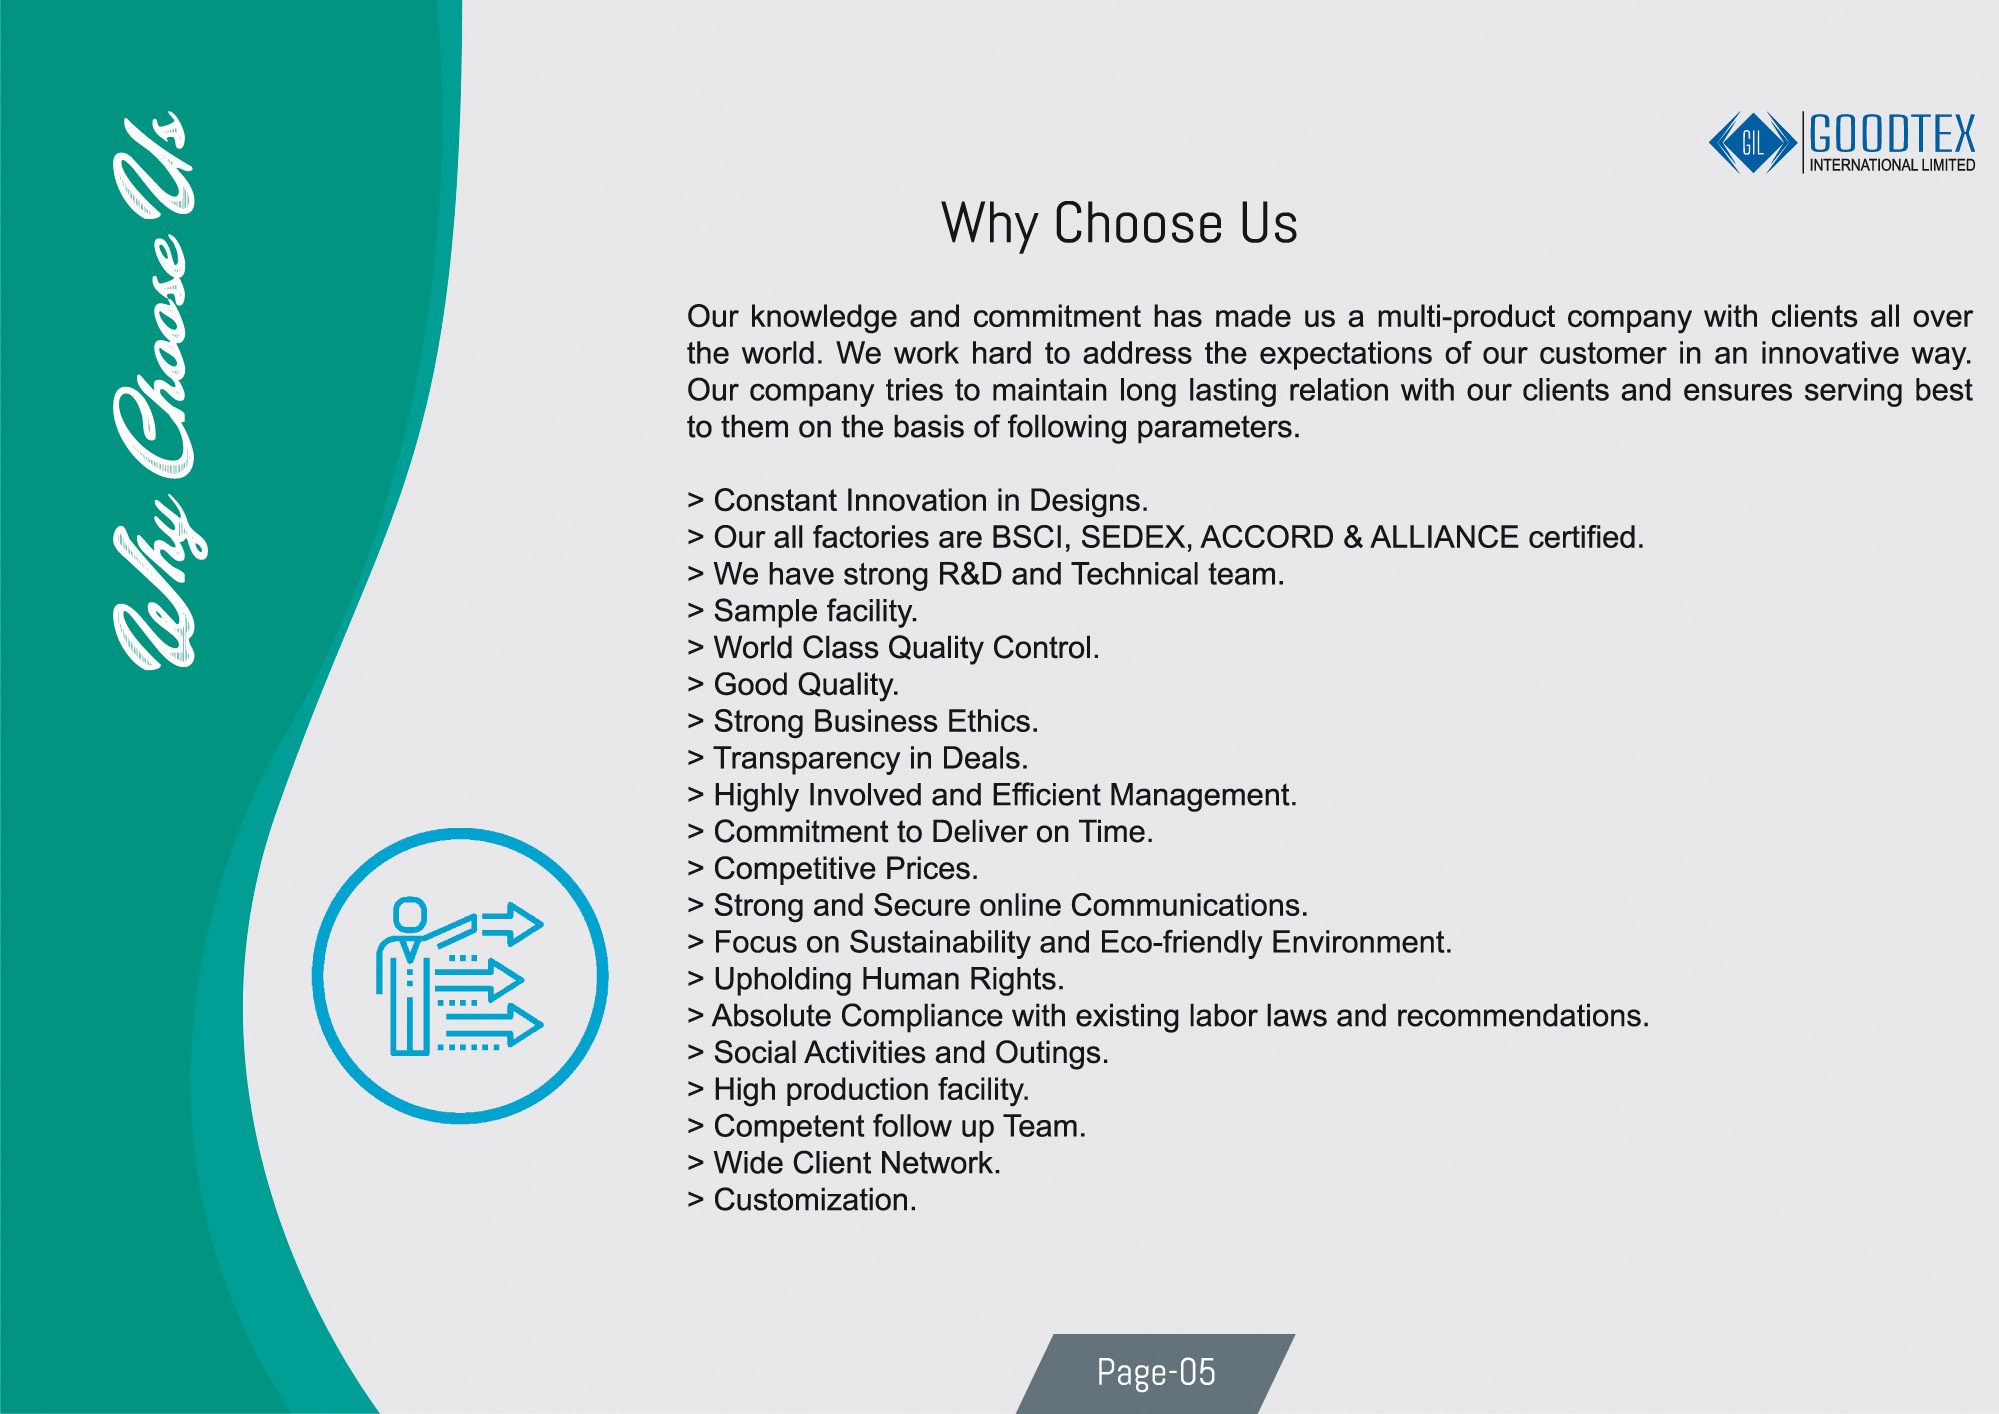 Why Choose Us
GIL
GOODTEX
INTERNATIONAL LIMITED
Why Choose Us
Our knowledge and commitment has made us a multi-product company with clients all over
the world. We work hard to address the expectations of our customer in an innovative way.
Our company tries to maintain long lasting relation with our clients and ensures serving best
to them on the basis of following parameters.
> Constant Innovation in Designs.
> Our all factories are BSCI, SEDEX, ACCORD & ALLIANCE certified.
> We have strong R&D and Technical team.
> Sample facility.
> World Class Quality Control.
> Good Quality.
> Strong Business Ethics.
> Transparency in Deals.
> Highly Involved and Efficient Management.
> Commitment to Deliver on Time.
> Competitive Prices.
> Strong and Secure online Communications.
> Focus on Sustainability and Eco-friendly Environment.
> Upholding Human Rights.
> Absolute Compliance with existing labor laws and recommendations.
> Social Activities and Outings.
> High production facility.
> Competent follow up Team.
> Wide Client Network.
> Customization.
Page-05